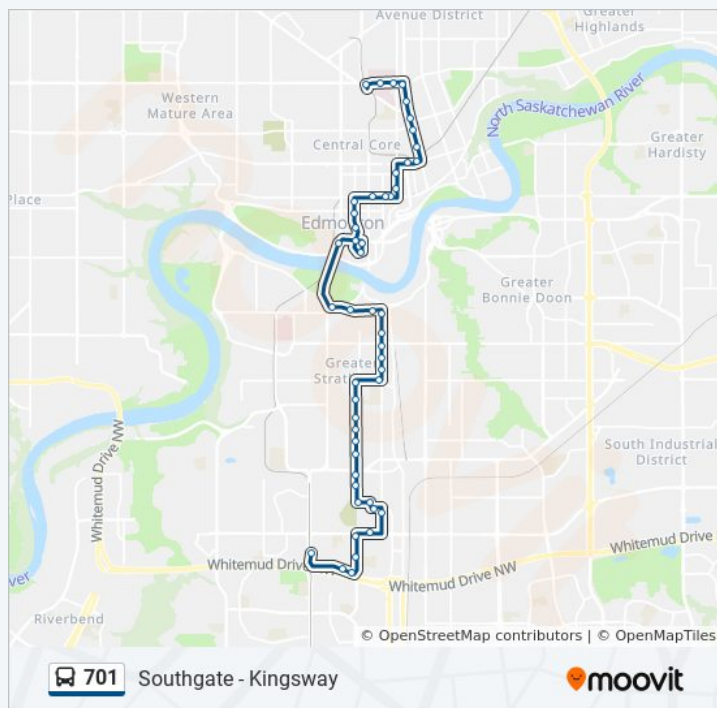 Avenue District
Greater
Highlands
Western
Mature Area
North Saskatchewan River
Central Core
Greater
Hardisty
Place
Edmonton
Greater
Bonnie Doon
Greater
Strath
South Industrial
District
Whitemud Drive NW
Whitemud Drive
Whitemud Drive N
Whitemud Drive NW
River
Riverbend
© OpenStreetMap contributors | © OpenMapTiles
701 Southgate - Kingsway
moovit